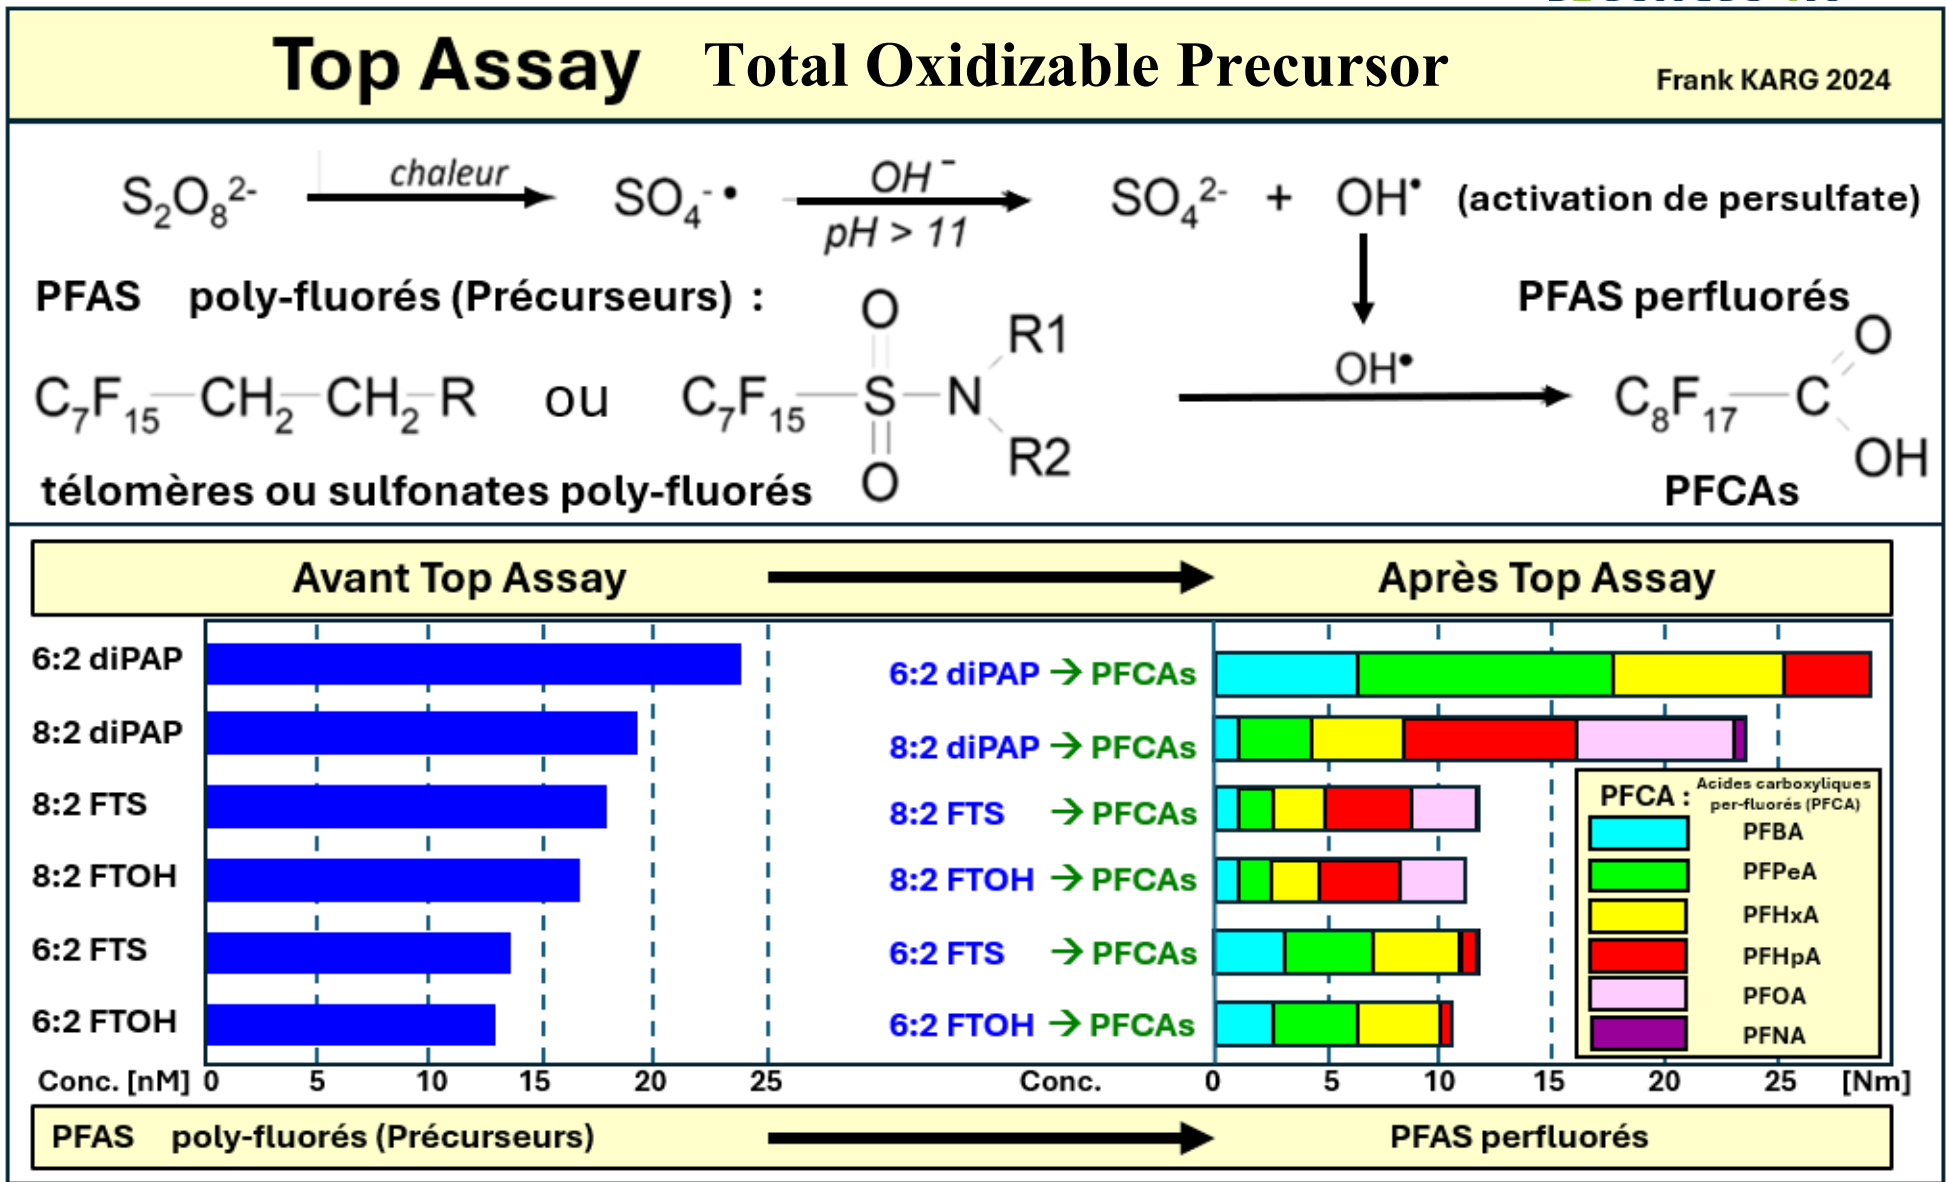 Top Assay Total Oxidizable Precursor Frank KARG 2024
S₂O₈²⁻ chaleur SO₄⁻• OH⁻ pH > 11 SO₄²⁻ + OH• (activation de persulfate)
PFAS poly-fluorés (Précurseurs) : PFAS perfluorés
C₇F₁₅—CH₂—CH₂—R ou C₇F₁₅—S—N O O R1 R2 OH• C₈F₁₇—C O OH
télomères ou sulfonates poly-fluorés PFCAs
Avant Top Assay Après Top Assay
6:2 diPAP
8:2 diPAP
8:2 FTS
8:2 FTOH
6:2 FTS
6:2 FTOH
Conc. [nM] 0 5 10 15 20 25
6:2 diPAP → PFCAs
8:2 diPAP → PFCAs
8:2 FTS → PFCAs
8:2 FTOH → PFCAs
6:2 FTS → PFCAs
6:2 FTOH → PFCAs
Conc. 0 5 10 15 20 25 [Nm]
PFCA : Acides carboxyliques
per-fluorés (PFCA)
PFBA
PFPeA
PFHxA
PFHpA
PFOA
PFNA
PFAS poly-fluorés (Précurseurs) PFAS perfluorés